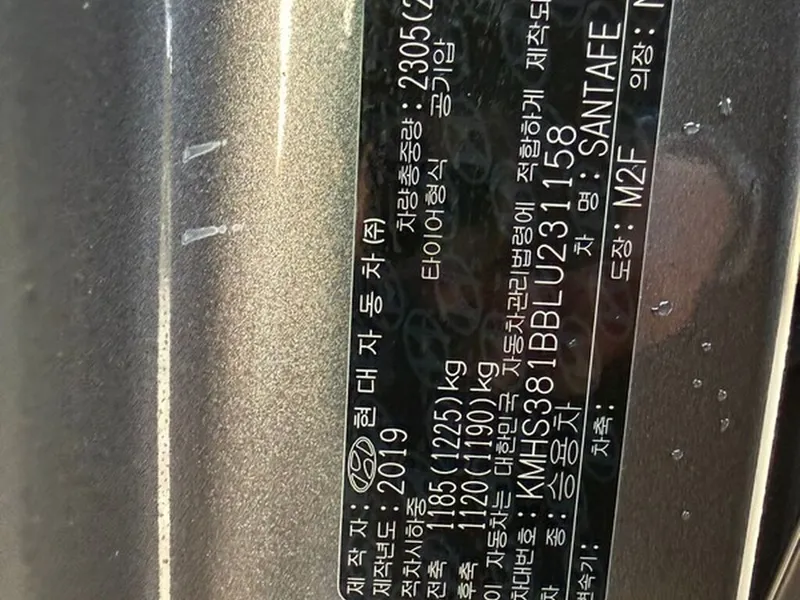 제 작 자: 현 대 자 동 차 (주)
제작년도: 2019 차량총중량: 2305(2
적차시하중 타이어형식 공기압
전축 1185(1225)kg
후축 1120(1190)kg
이 자동차는 대한민국 자동차관리법령에 적합하게 제작되
차대번호: KMHS381BBLU231158
차 종: 승용차 차 명: SANTAFE
변속기: 차축: 도장: M2F 의장: